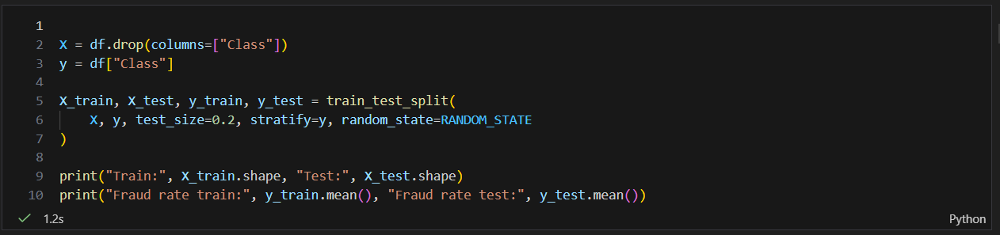 1
2 X = df.drop(columns=["Class"])
3 y = df["Class"]
4
5 X_train, X_test, y_train, y_test = train_test_split(
6     X, y, test_size=0.2, stratify=y, random_state=RANDOM_STATE
7 )
8
9 print("Train:", X_train.shape, "Test:", X_test.shape)
10 print("Fraud rate train:", y_train.mean(), "Fraud rate test:", y_test.mean())
1.2s Python